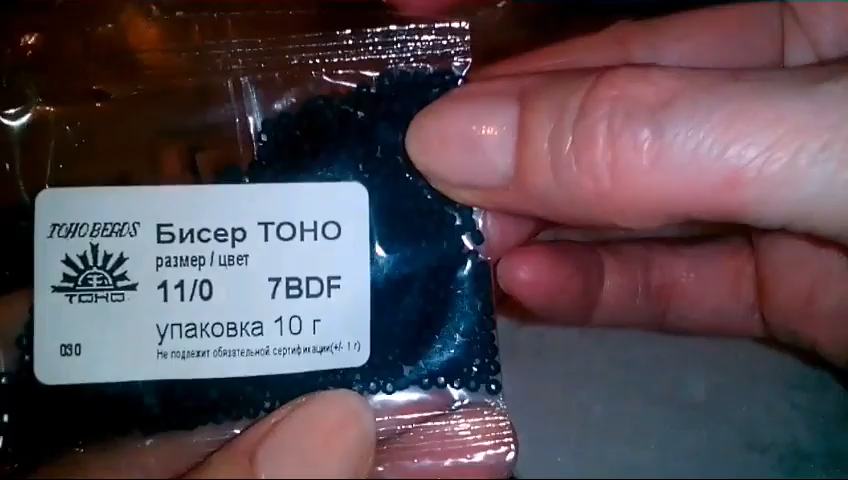 TOHO BEADS
Бисер TOHO
размер / цвет
11/0 7BDF
TOHO
упаковка 10 г
030
Не подлежит обязательной сертификации(+/- 1 г)